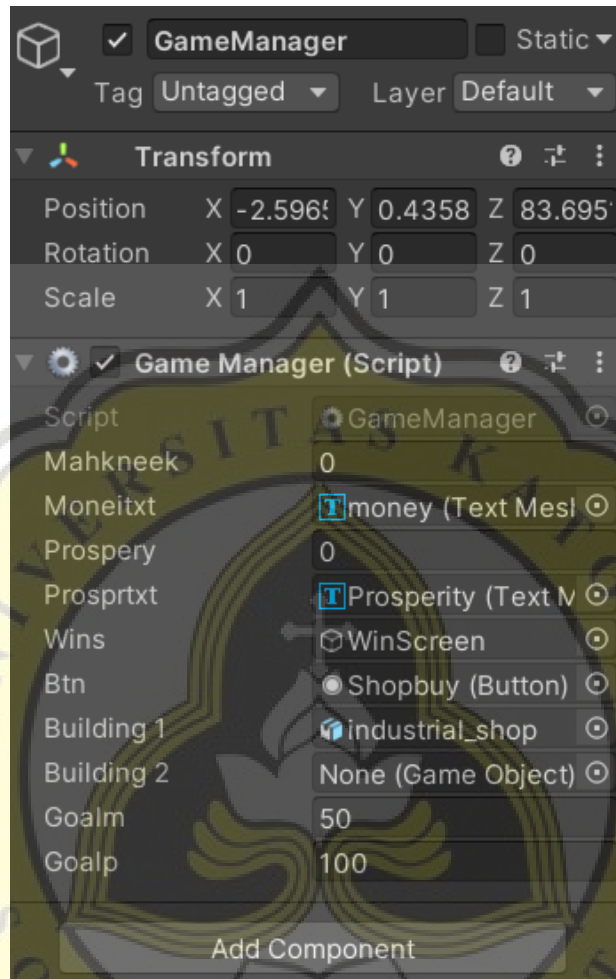 GameManager Static
Tag Untagged Layer Default
Transform
Position X -2.5965 Y 0.4358 Z 83.695
Rotation X 0 Y 0 Z 0
Scale X 1 Y 1 Z 1
Game Manager (Script)
Script GameManager
Mahkneek 0
Moneitxt money (Text Mesl
Prospery 0
Prosprtxt Prosperity (Text M
Wins WinScreen
Btn Shopbuy (Button)
Building 1 industrial_shop
Building 2 None (Game Object)
Goalm 50
Goalp 100
Add Component